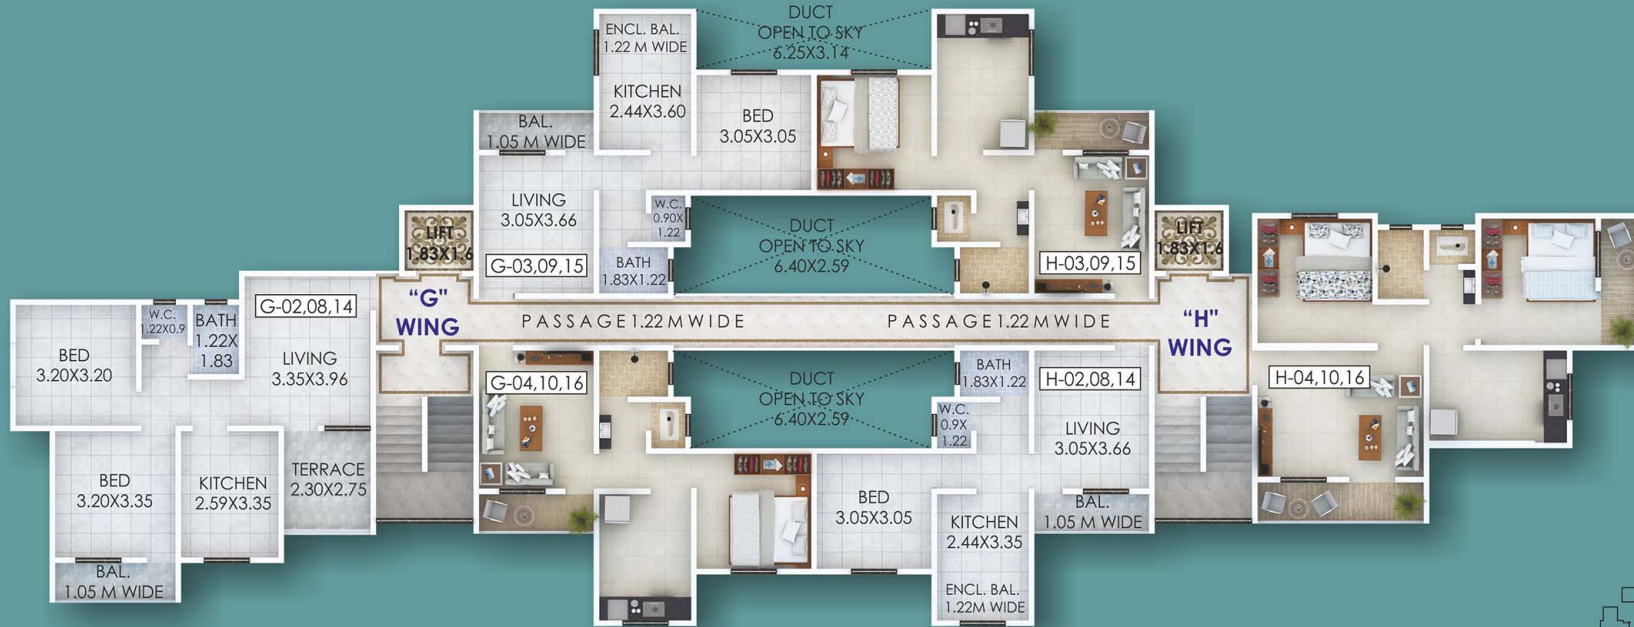 DUCT
OPEN TO SKY
6.25X3.14
ENCL. BAL.
1.22 M WIDE
KITCHEN
2.44X3.60
BED
3.05X3.05
BAL.
1.05 M WIDE
LIVING
3.05X3.66
W.C.
0.90X
1.22
BATH
1.83X1.22
G-03,09,15
DUCT
OPEN TO SKY
6.40X2.59
H-03,09,15
LIFT
1.83X1.6
LIFT
1.83X1.6
"G"
WING
PASSAGE 1.22 M WIDE
PASSAGE 1.22 M WIDE
"H"
WING
G-02,08,14
W.C.
1.22X0.9
BATH
1.22X
1.83
BED
3.20X3.20
LIVING
3.35X3.96
BED
3.20X3.35
KITCHEN
2.59X3.35
TERRACE
2.30X2.75
BAL.
1.05 M WIDE
G-04,10,16
DUCT
OPEN TO SKY
6.40X2.59
BATH
1.83X1.22
H-02,08,14
W.C.
0.9X
1.22
LIVING
3.05X3.66
BED
3.05X3.05
KITCHEN
2.44X3.35
BAL.
1.05 M WIDE
ENCL. BAL.
1.22M WIDE
H-04,10,16